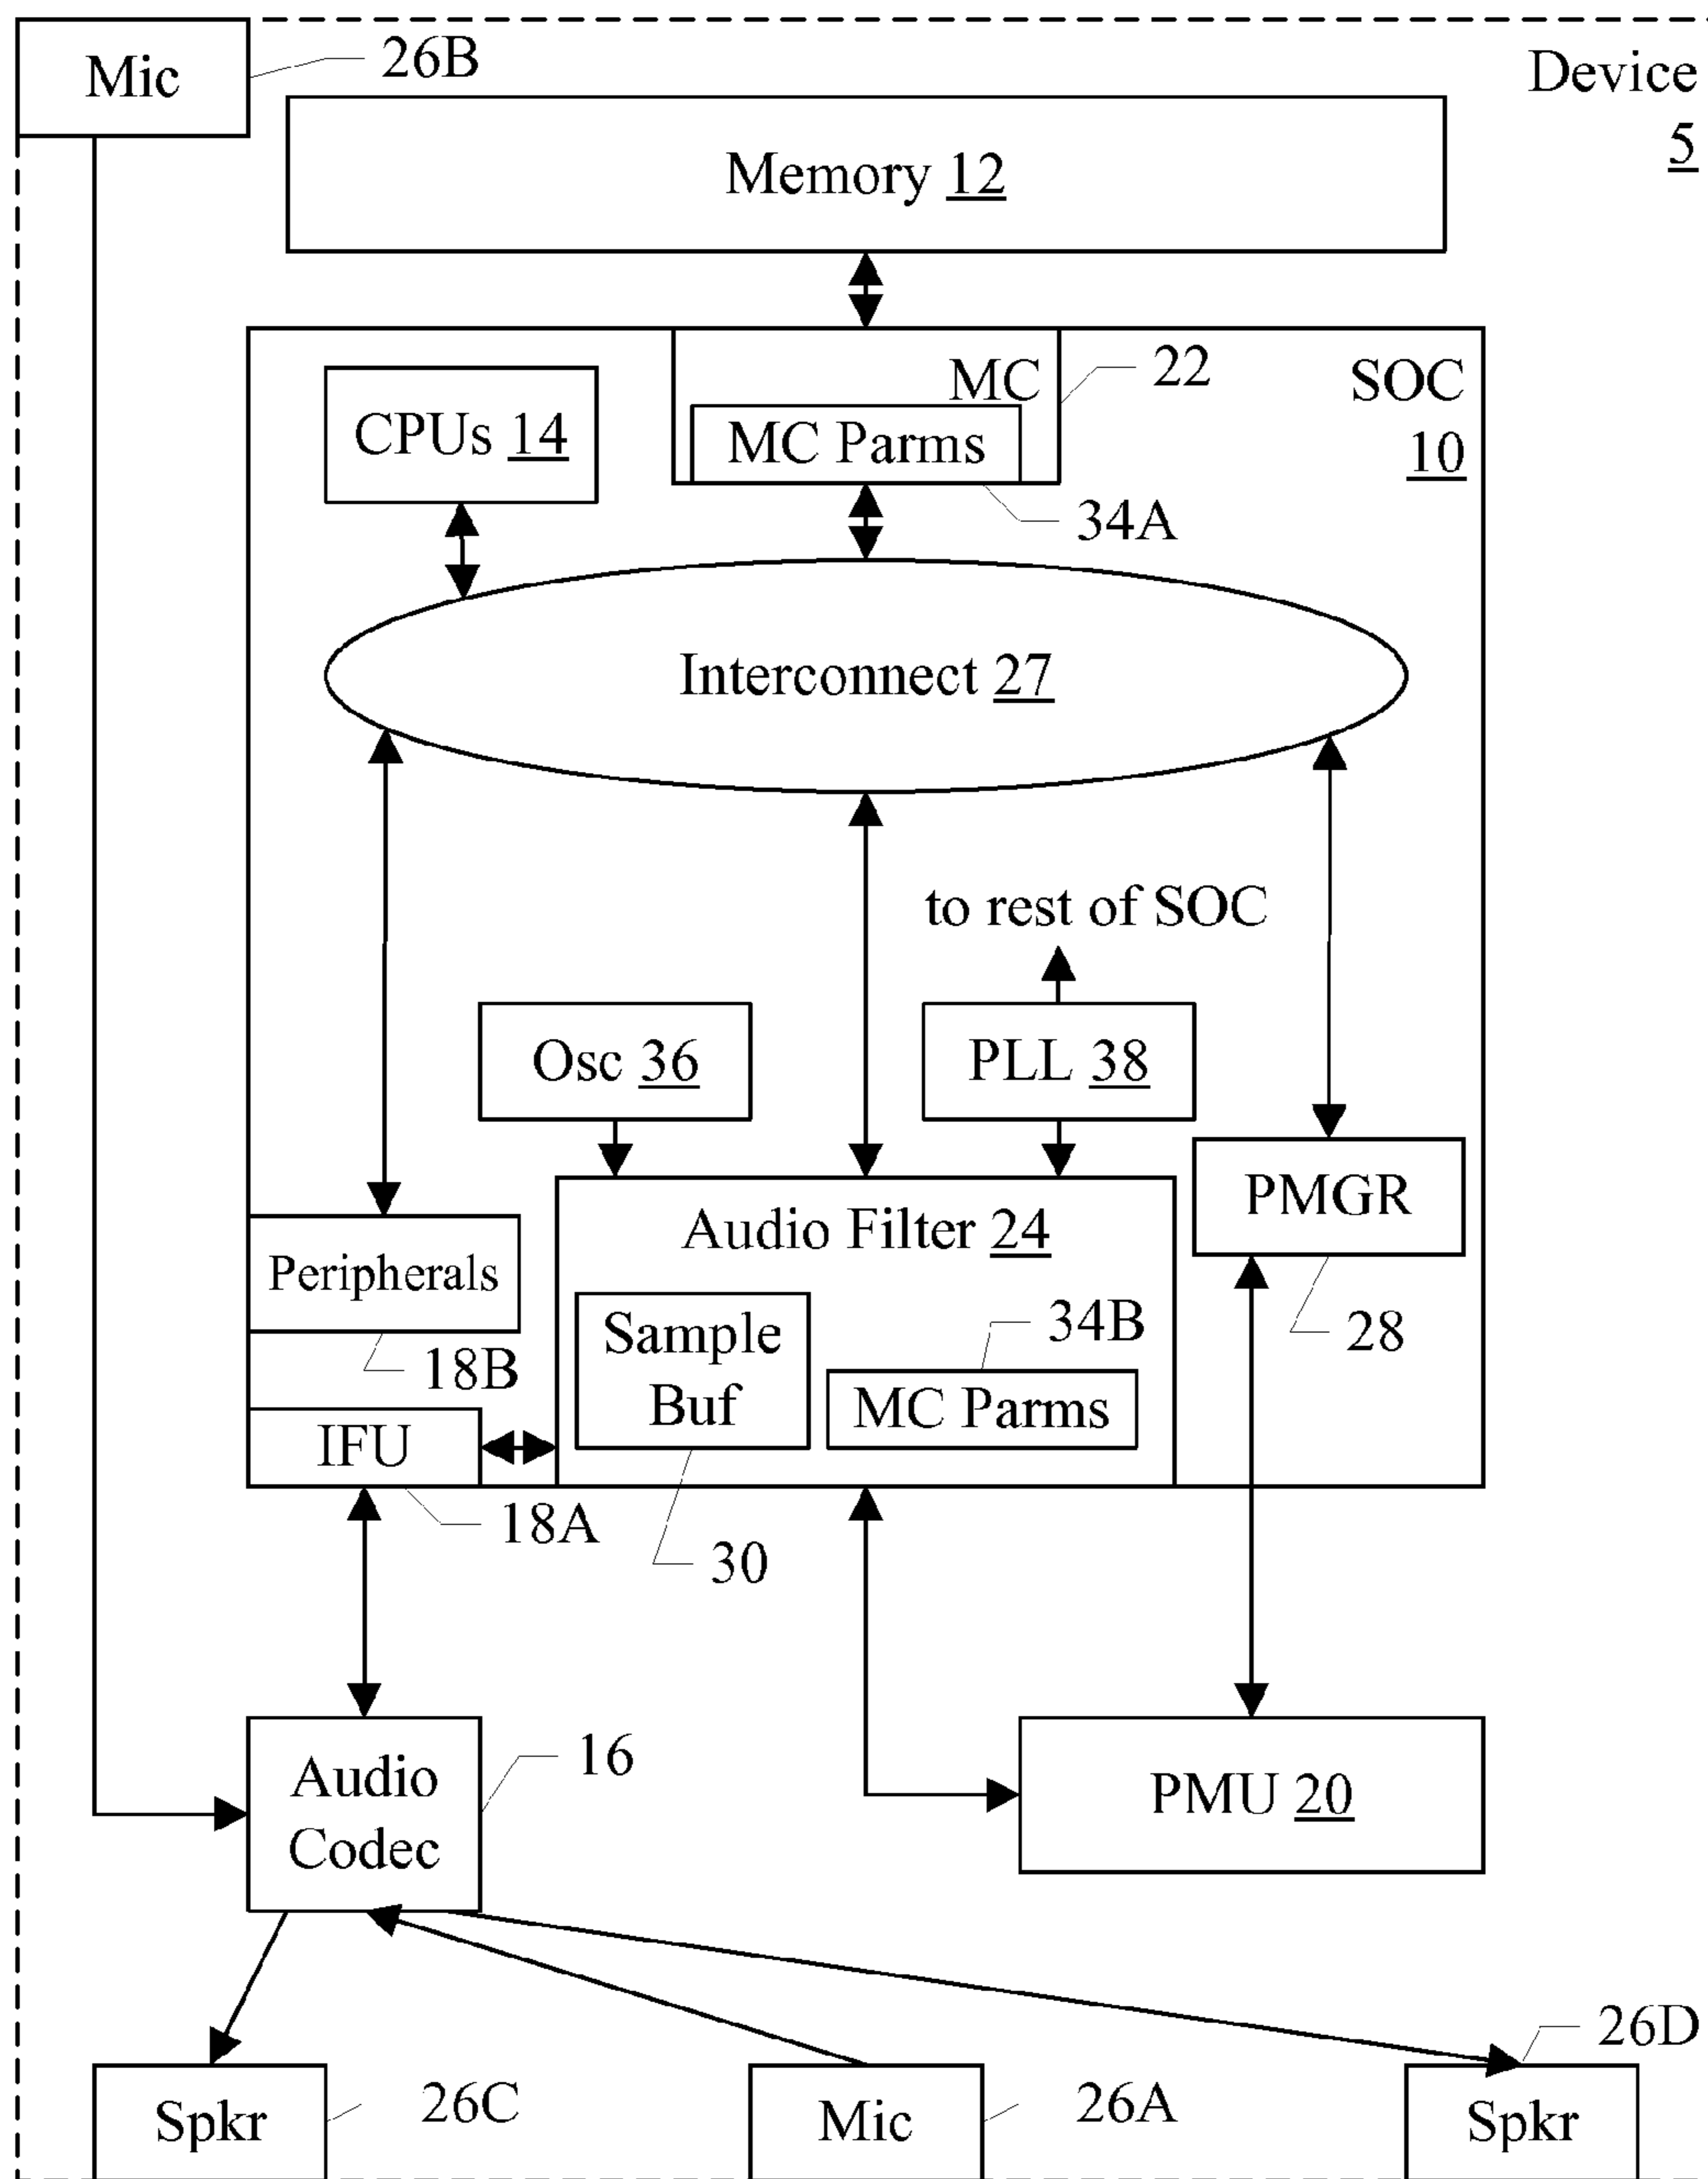 Mic
26B
Device
5
Memory 12
MC
22
SOC
10
CPUs 14
MC Parms
34A
Interconnect 27
to rest of SOC
Osc 36
PLL 38
PMGR
28
Audio Filter 24
Peripherals
18B
Sample
Buf
34B
MC Parms
IFU
18A
30
Audio
Codec
16
PMU 20
26D
Spkr
26C
Mic
26A
Spkr